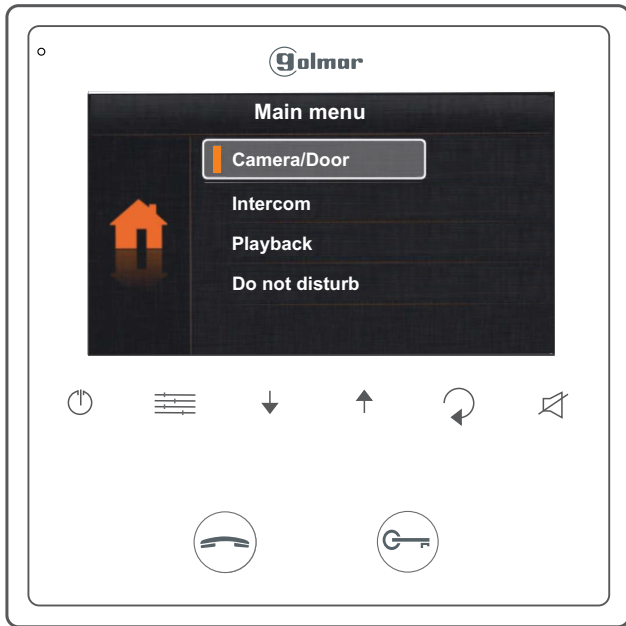 golmar
Main menu
Camera/Door
Intercom
Playback
Do not disturb